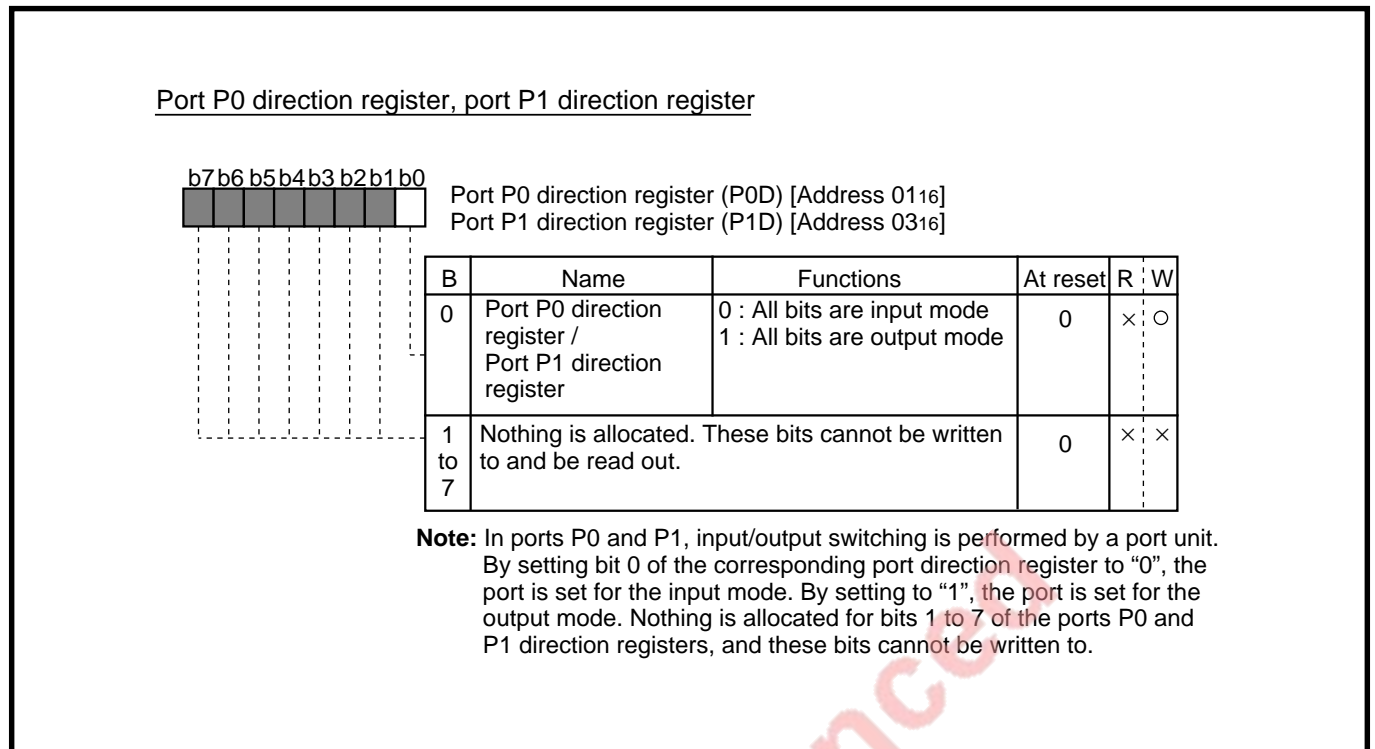 Port P0 direction register, port P1 direction register
b7 b6 b5 b4 b3 b2 b1 b0
Port P0 direction register (P0D) [Address 0116]
Port P1 direction register (P1D) [Address 0316]
B Name Functions At reset R W
0 Port P0 direction register / Port P1 direction register 0 : All bits are input mode 1 : All bits are output mode 0 × ○
1 to 7 Nothing is allocated. These bits cannot be written to and be read out. 0 × ×
Note: In ports P0 and P1, input/output switching is performed by a port unit.
By setting bit 0 of the corresponding port direction register to “0”, the
port is set for the input mode. By setting to “1”, the port is set for the
output mode. Nothing is allocated for bits 1 to 7 of the ports P0 and
P1 direction registers, and these bits cannot be written to.